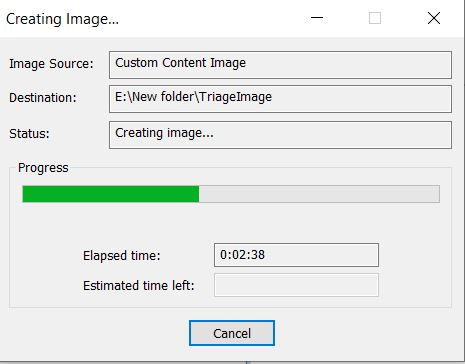 Creating Image...
Image Source: Custom Content Image
Destination: E:\New folder\TriageImage
Status: Creating image...
Progress
Elapsed time: 0:02:38
Estimated time left:
Cancel